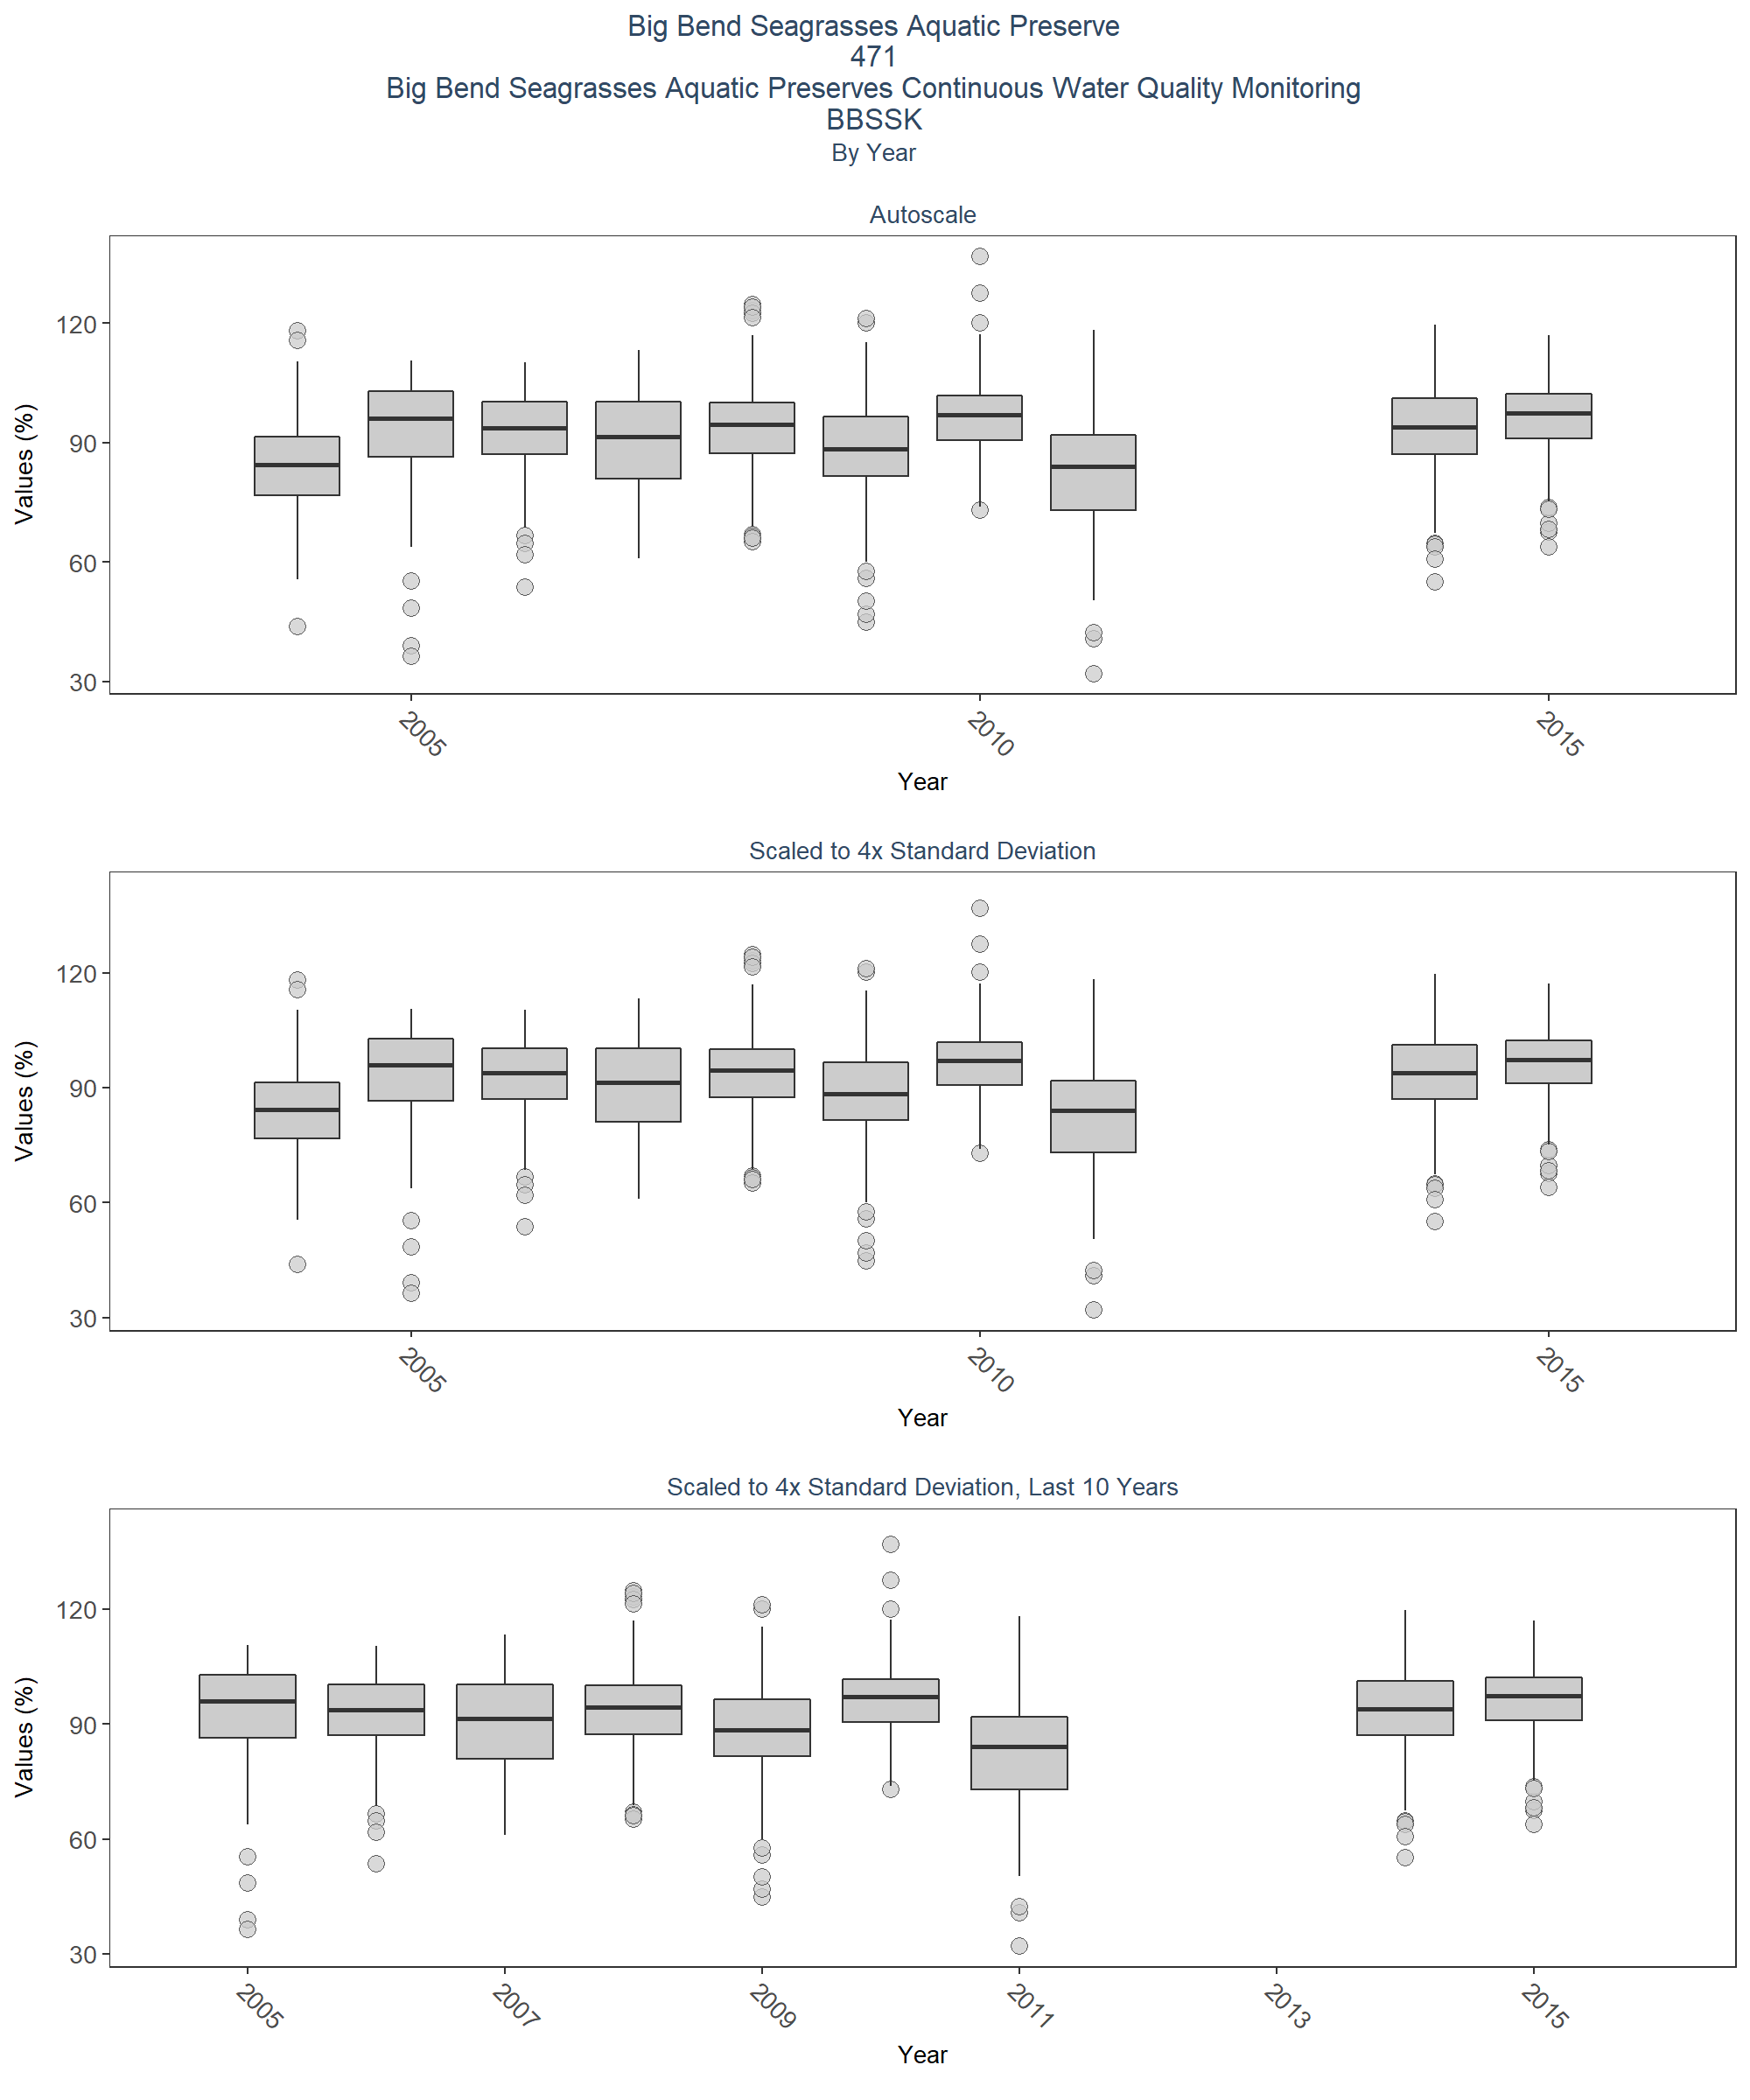 Big Bend Seagrasses Aquatic Preserve
471
Big Bend Seagrasses Aquatic Preserves Continuous Water Quality Monitoring
BBSSK
By Year
Autoscale
Values (%)
120
90
60
30
2005
2010
2015
Year
Scaled to 4x Standard Deviation
Values (%)
120
90
60
30
2005
2010
2015
Year
Scaled to 4x Standard Deviation, Last 10 Years
Values (%)
120
90
60
30
2005
2007
2009
2011
2013
2015
Year